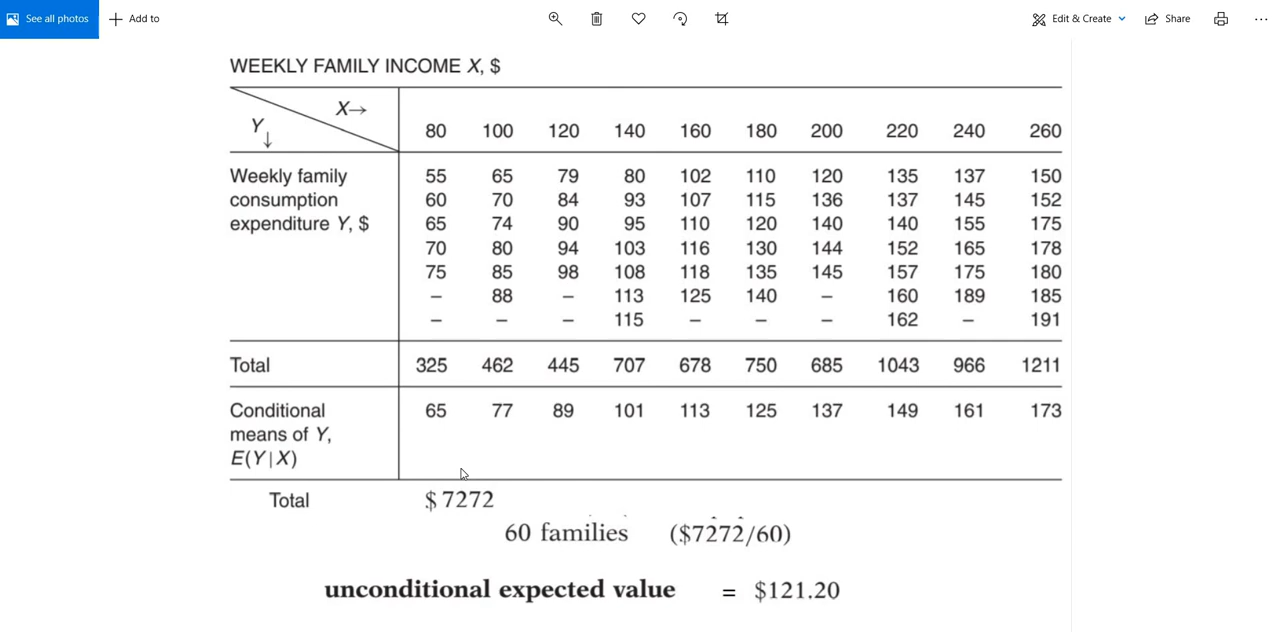 See all photos + Add to Edit & Create Share ...
WEEKLY FAMILY INCOME X, $
X→
Y↓ 80 100 120 140 160 180 200 220 240 260
Weekly family 55 65 79 80 102 110 120 135 137 150
consumption 60 70 84 93 107 115 136 137 145 152
expenditure Y, $ 65 74 90 95 110 120 140 140 155 175
70 80 94 103 116 130 144 152 165 178
75 85 98 108 118 135 145 157 175 180
– 88 – 113 125 140 – 160 189 185
– – – 115 – – – 162 – 191
Total 325 462 445 707 678 750 685 1043 966 1211
Conditional 65 77 89 101 113 125 137 149 161 173
means of Y,
E(Y|X)
Total $7272
60 families ($7272/60)
unconditional expected value = $121.20